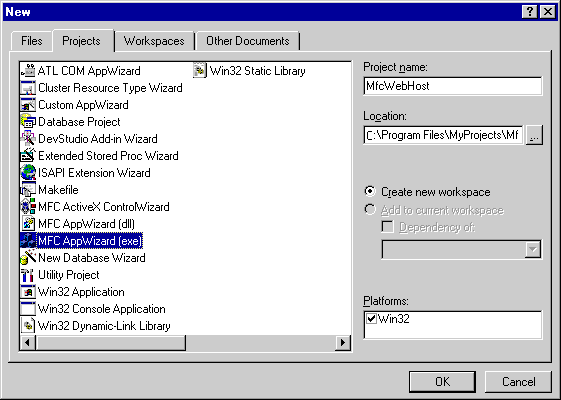 New
Files Projects Workspaces Other Documents
ATL COM AppWizard
Cluster Resource Type Wizard
Custom AppWizard
Database Project
DevStudio Add-in Wizard
Extended Stored Proc Wizard
ISAPI Extension Wizard
Makefile
MFC ActiveX ControlWizard
MFC AppWizard (dll)
MFC AppWizard (exe)
New Database Wizard
Utility Project
Win32 Application
Win32 Console Application
Win32 Dynamic-Link Library
Win32 Static Library
Project name:
MfcWebHost
Location:
C:\Program Files\MyProjects\Mf
...
Create new workspace
Add to current workspace
Dependency of:
Platforms:
Win32
OK Cancel